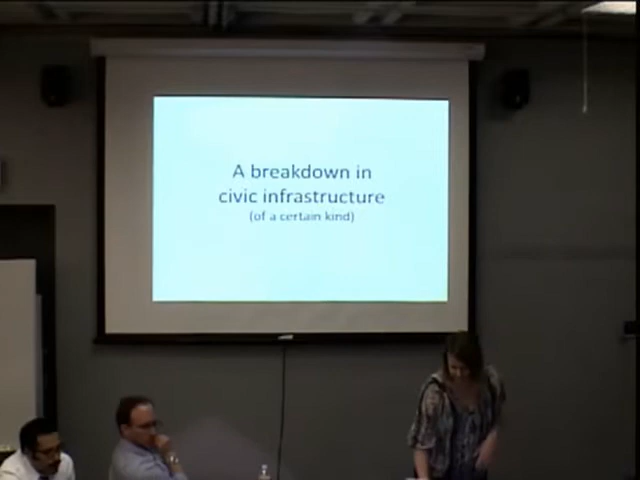 A breakdown in
civic infrastructure
(of a certain kind)